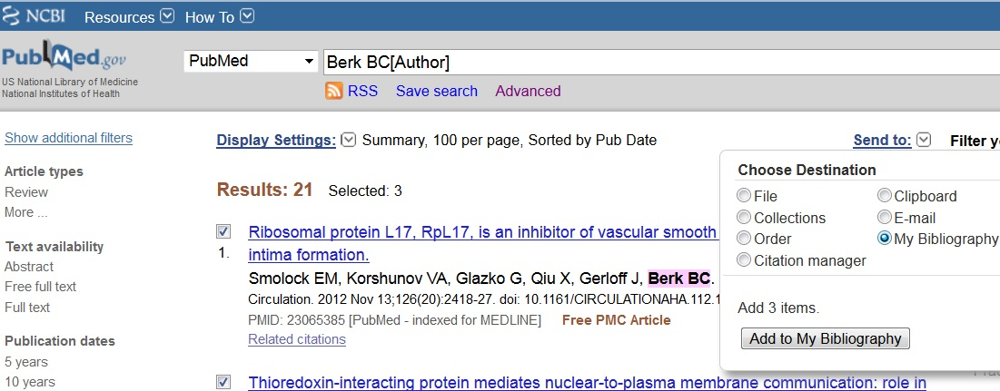 NCBI Resources How To
PubMed.gov
US National Library of Medicine
National Institutes of Health
PubMed
Berk BC[Author]
RSS Save search Advanced
Show additional filters
Article types
Review
More ...
Text availability
Abstract
Free full text
Full text
Publication dates
5 years
10 years
Display Settings: Summary, 100 per page, Sorted by Pub Date
Send to: Filter y
Results: 21 Selected: 3
1.
Ribosomal protein L17, RpL17, is an inhibitor of vascular smooth
intima formation.
Smolock EM, Korshunov VA, Glazko G, Qiu X, Gerloff J, Berk BC.
Circulation. 2012 Nov 13;126(20):2418-27. doi: 10.1161/CIRCULATIONAHA.112.1
PMID: 23065385 [PubMed - indexed for MEDLINE] Free PMC Article
Related citations
Thioredoxin-interacting protein mediates nuclear-to-plasma membrane communication: role in
Choose Destination
File Clipboard
Collections E-mail
Order My Bibliography
Citation manager
Add 3 items.
Add to My Bibliography